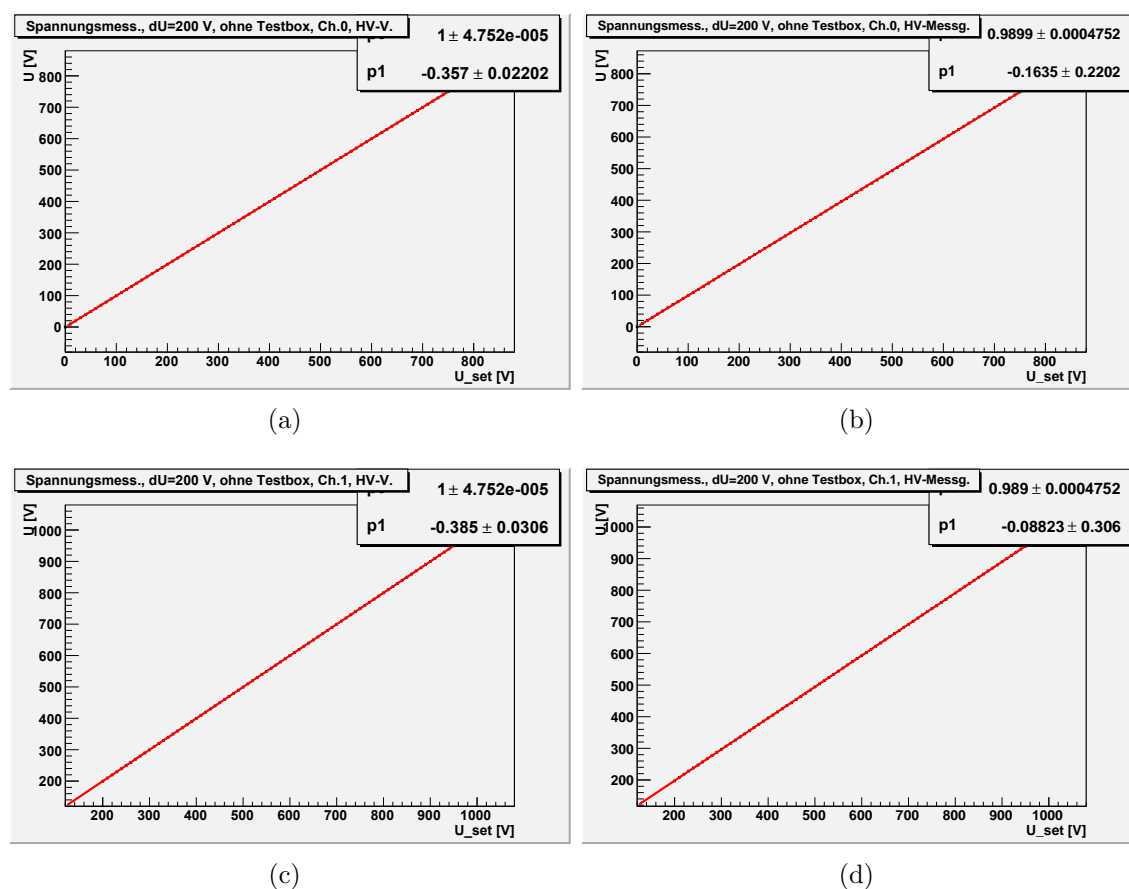 Spannungsmess., dU=200 V, ohne Testbox, Ch.0, HV-V.
1 ± 4.752e-005
p1 -0.357 ± 0.02202
U [V]
800
700
600
500
400
300
200
100
0
0 100 200 300 400 500 600 700 800
U_set [V]
(a)
Spannungsmess., dU=200 V, ohne Testbox, Ch.0, HV-Messg.
0.9899 ± 0.0004752
p1 -0.1635 ± 0.2202
U [V]
800
700
600
500
400
300
200
100
0
0 100 200 300 400 500 600 700 800
U_set [V]
(b)
Spannungsmess., dU=200 V, ohne Testbox, Ch.1, HV-V.
1 ± 4.752e-005
p1 -0.385 ± 0.0306
U [V]
1000
900
800
700
600
500
400
300
200
200 300 400 500 600 700 800 900 1000
U_set [V]
(c)
Spannungsmess., dU=200 V, ohne Testbox, Ch.1, HV-Messg.
0.989 ± 0.0004752
p1 -0.08823 ± 0.306
U [V]
1000
900
800
700
600
500
400
300
200
200 300 400 500 600 700 800 900 1000
U_set [V]
(d)